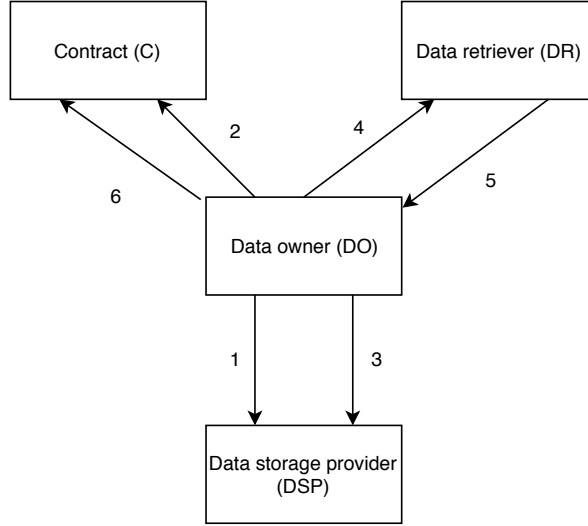 Contract (C)
Data retriever (DR)
2
4
6
5
Data owner (DO)
1
3
Data storage provider
(DSP)